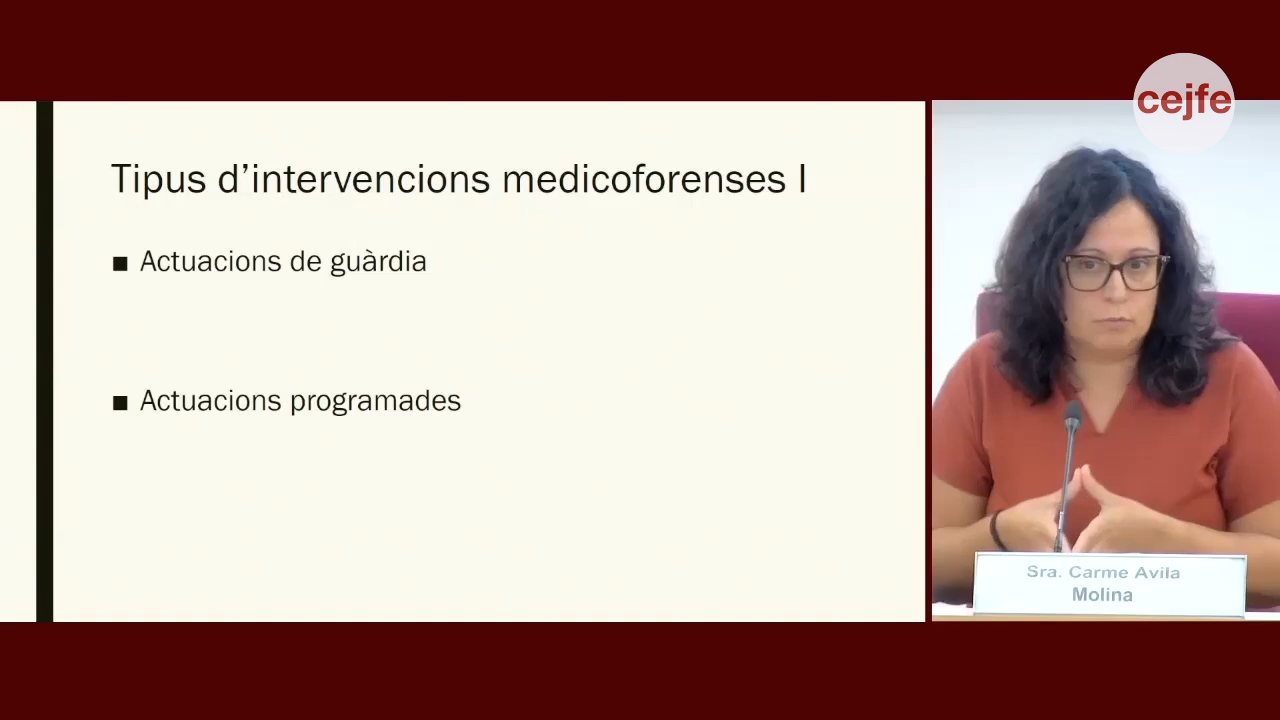 cejfe
Tipus d'intervencions medicoforenses I
■ Actuacions de guàrdia
■ Actuacions programades
Sra. Carme Avila
Molina